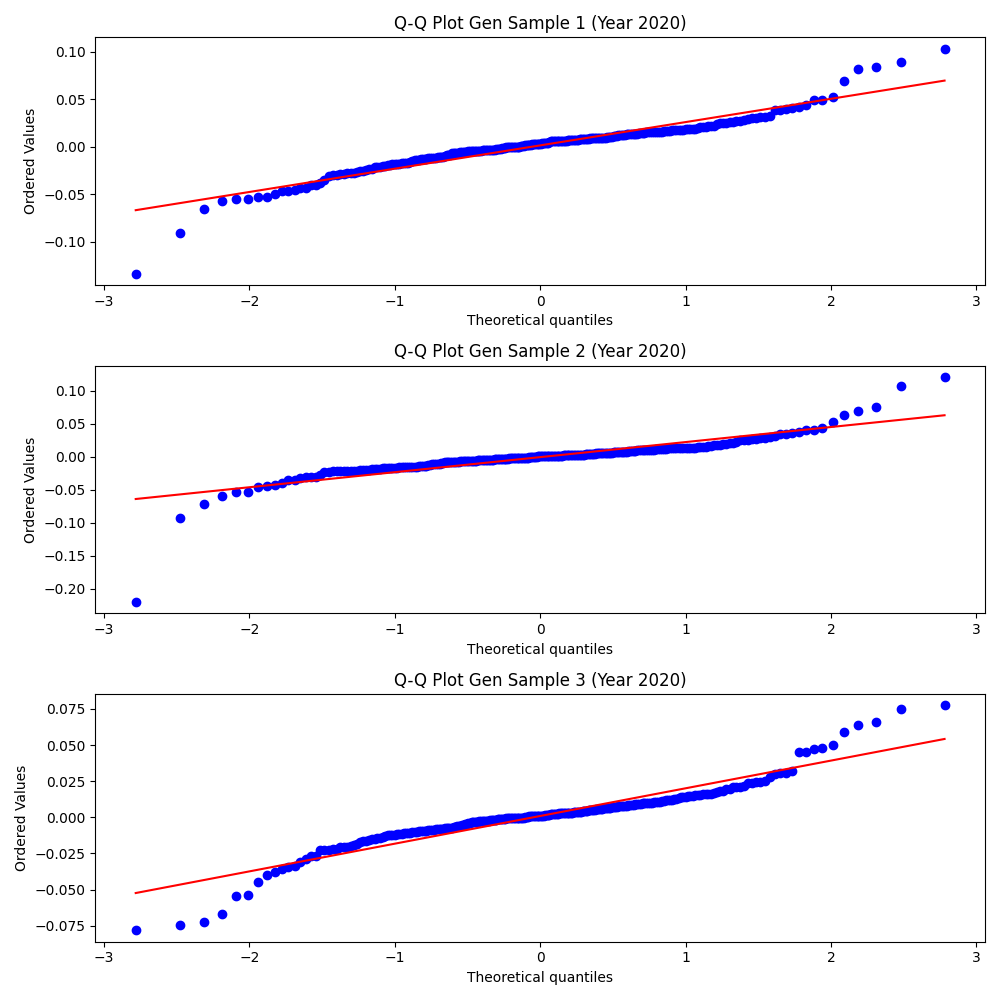 Q-Q Plot Gen Sample 1 (Year 2020)
0.10
0.05
0.00
−0.05
−0.10
Ordered Values
−3 −2 −1 0 1 2 3
Theoretical quantiles
Q-Q Plot Gen Sample 2 (Year 2020)
0.10
0.05
0.00
−0.05
−0.10
−0.15
−0.20
Ordered Values
−3 −2 −1 0 1 2 3
Theoretical quantiles
Q-Q Plot Gen Sample 3 (Year 2020)
0.075
0.050
0.025
0.000
−0.025
−0.050
−0.075
Ordered Values
−3 −2 −1 0 1 2 3
Theoretical quantiles